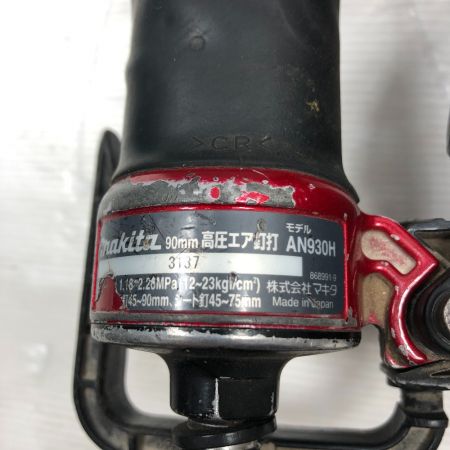 >CR<
makita 90mm 高圧エア釘打 モデル AN930H
3137
1.18~2.26MPa(12~23kgf/cm²) 868991-9
釘45~90mm、シート釘45~75mm 株式会社マキタ
Made in Japan